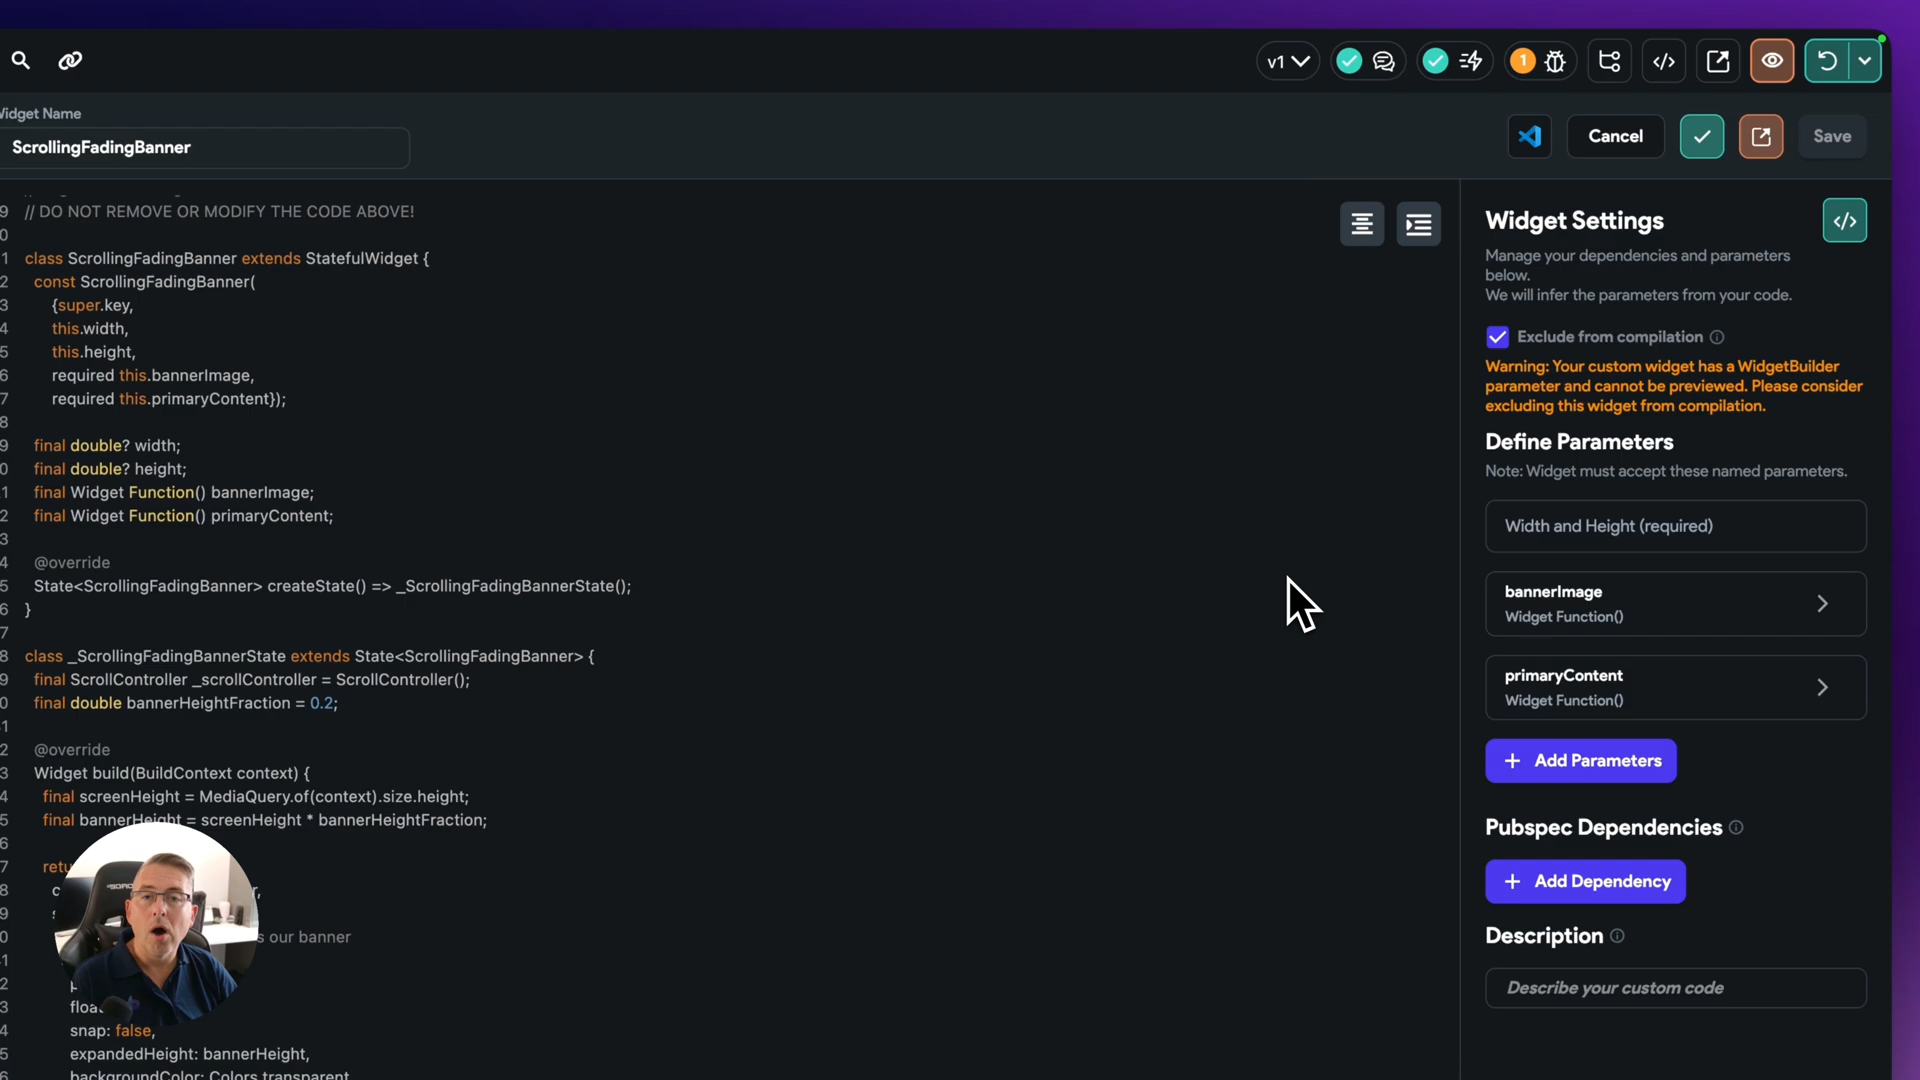 v1
1
Widget Name
ScrollingFadingBanner
Cancel
Save
9 // DO NOT REMOVE OR MODIFY THE CODE ABOVE!
0
1 class ScrollingFadingBanner extends StatefulWidget {
2 const ScrollingFadingBanner(
3 {super.key,
4 this.width,
5 this.height,
6 required this.bannerImage,
7 required this.primaryContent});
8
9 final double? width;
0 final double? height;
1 final Widget Function() bannerImage;
2 final Widget Function() primaryContent;
3
4 @override
5 State<ScrollingFadingBanner> createState() => _ScrollingFadingBannerState();
6 }
7
8 class _ScrollingFadingBannerState extends State<ScrollingFadingBanner> {
9 final ScrollController _scrollController = ScrollController();
0 final double bannerHeightFraction = 0.2;
1
2 @override
3 Widget build(BuildContext context) {
4 final screenHeight = MediaQuery.of(context).size.height;
5 final bannerHeight = screenHeight * bannerHeightFraction;
6
7 retu
8 c r,
9 s
0 s our banner
1
2 p
3 float
4 snap: false,
5 expandedHeight: bannerHeight,
backgroundColor: Colors.transparent
Widget Settings
Manage your dependencies and parameters
below.
We will infer the parameters from your code.
Exclude from compilation
Warning: Your custom widget has a WidgetBuilder
parameter and cannot be previewed. Please consider
excluding this widget from compilation.
Define Parameters
Note: Widget must accept these named parameters.
Width and Height (required)
bannerImage
Widget Function()
primaryContent
Widget Function()
+ Add Parameters
Pubspec Dependencies
+ Add Dependency
Description
Describe your custom code